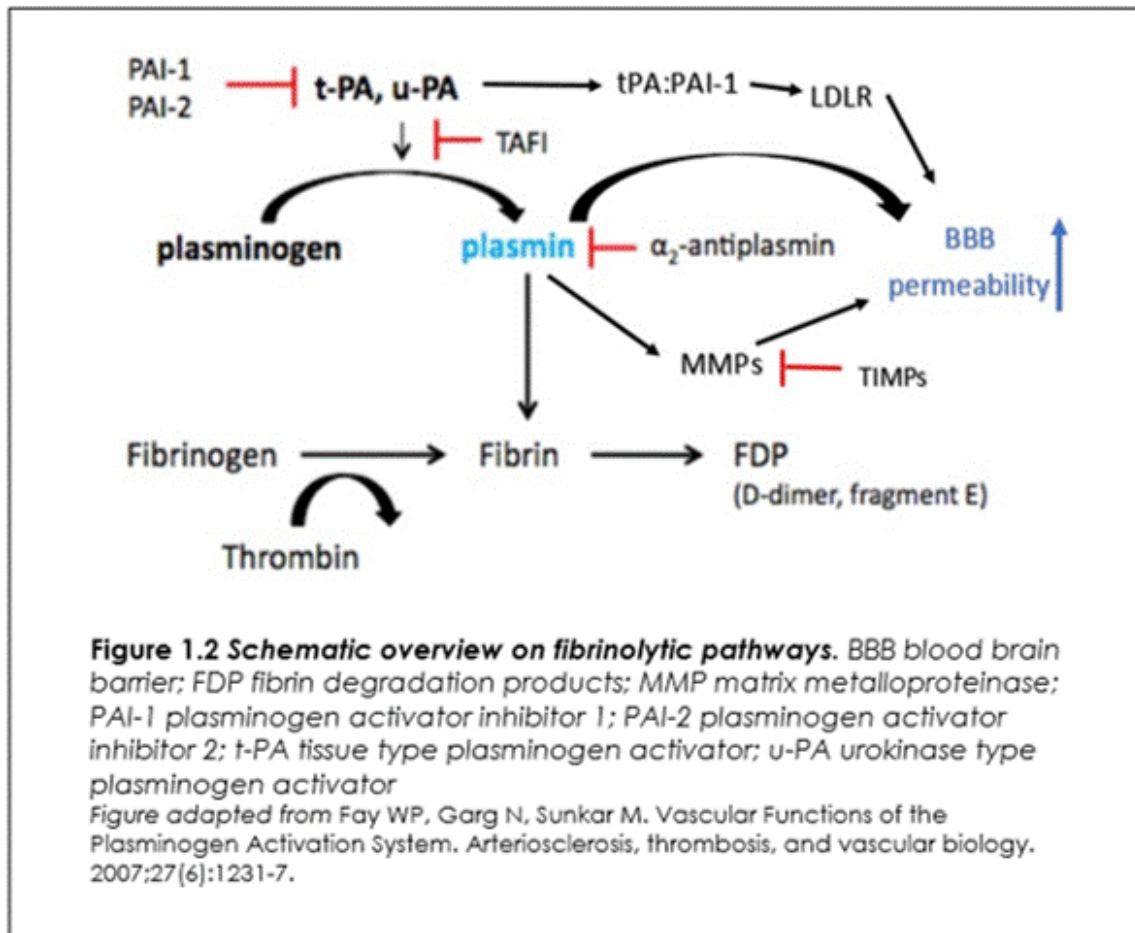 PAI-1
PAI-2
t-PA, u-PA
tPA:PAI-1
LDLR
TAFI
plasminogen
plasmin
α₂-antiplasmin
BBB
permeability
MMPs
TIMPs
Fibrinogen
Fibrin
FDP
(D-dimer, fragment E)
Thrombin
Figure 1.2 Schematic overview on fibrinolytic pathways. BBB blood brain
barrier; FDP fibrin degradation products; MMP matrix metalloproteinase;
PAI-1 plasminogen activator inhibitor 1; PAI-2 plasminogen activator
inhibitor 2; t-PA tissue type plasminogen activator; u-PA urokinase type
plasminogen activator
Figure adapted from Fay WP, Garg N, Sunkar M. Vascular Functions of the
Plasminogen Activation System. Arteriosclerosis, thrombosis, and vascular biology.
2007;27(6):1231-7.